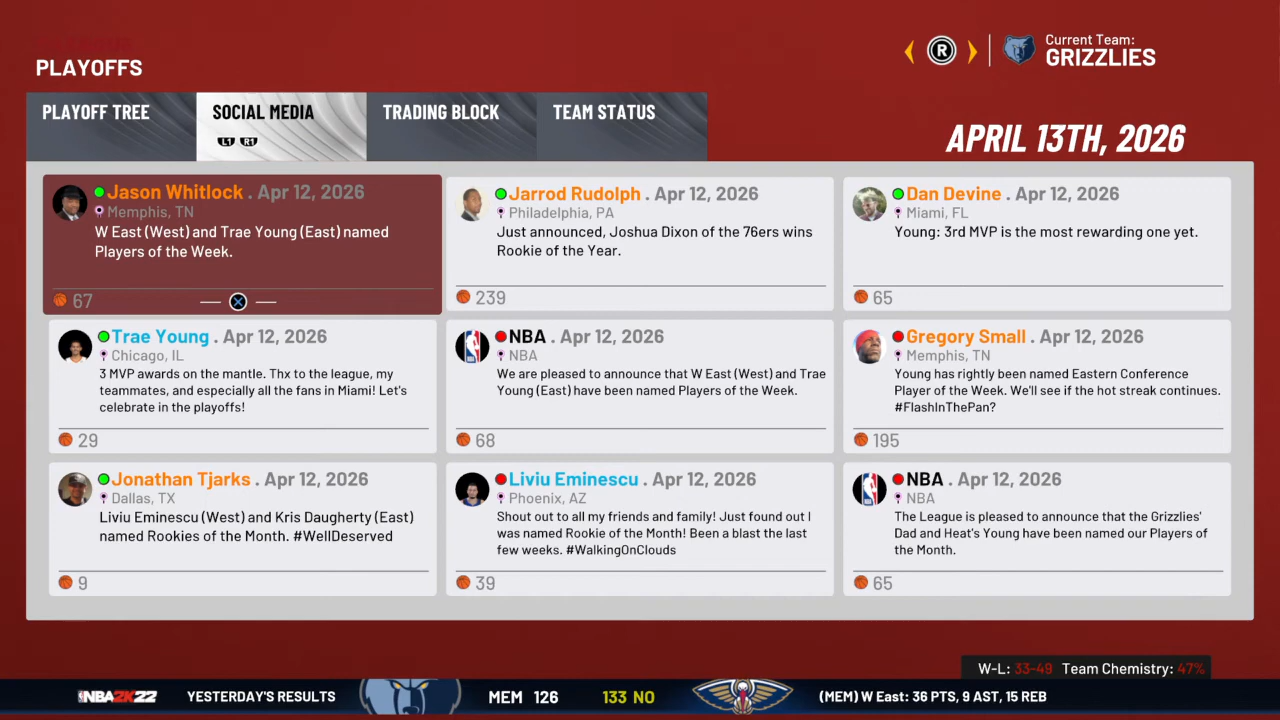 PLAYOFFS
R
Current Team:
GRIZZLIES
PLAYOFF TREE
SOCIAL MEDIA
L1 R1
TRADING BLOCK
TEAM STATUS
APRIL 13TH, 2026
Jason Whitlock . Apr 12, 2026
Memphis, TN
W East (West) and Trae Young (East) named
Players of the Week.
67
Jarrod Rudolph . Apr 12, 2026
Philadelphia, PA
Just announced, Joshua Dixon of the 76ers wins
Rookie of the Year.
239
Dan Devine . Apr 12, 2026
Miami, FL
Young: 3rd MVP is the most rewarding one yet.
65
Trae Young . Apr 12, 2026
Chicago, IL
3 MVP awards on the mantle. Thx to the league, my
teammates, and especially all the fans in Miami! Let's
celebrate in the playoffs!
29
NBA . Apr 12, 2026
NBA
We are pleased to announce that W East (West) and Trae
Young (East) have been named Players of the Week.
68
Gregory Small . Apr 12, 2026
Memphis, TN
Young has rightly been named Eastern Conference
Player of the Week. We'll see if the hot streak continues.
#FlashInThePan?
195
Jonathan Tjarks . Apr 12, 2026
Dallas, TX
Liviu Eminescu (West) and Kris Daugherty (East)
named Rookies of the Month. #WellDeserved
9
Liviu Eminescu . Apr 12, 2026
Phoenix, AZ
Shout out to all my friends and family! Just found out I
was named Rookie of the Month! Been a blast the last
few weeks. #WalkingOnClouds
39
NBA . Apr 12, 2026
NBA
The League is pleased to announce that the Grizzlies'
Dad and Heat's Young have been named our Players of
the Month.
65
W-L: 33-49 Team Chemistry: 47%
NBA2K22 YESTERDAY'S RESULTS MEM 126 133 NO (MEM) W East: 36 PTS, 9 AST, 15 REB